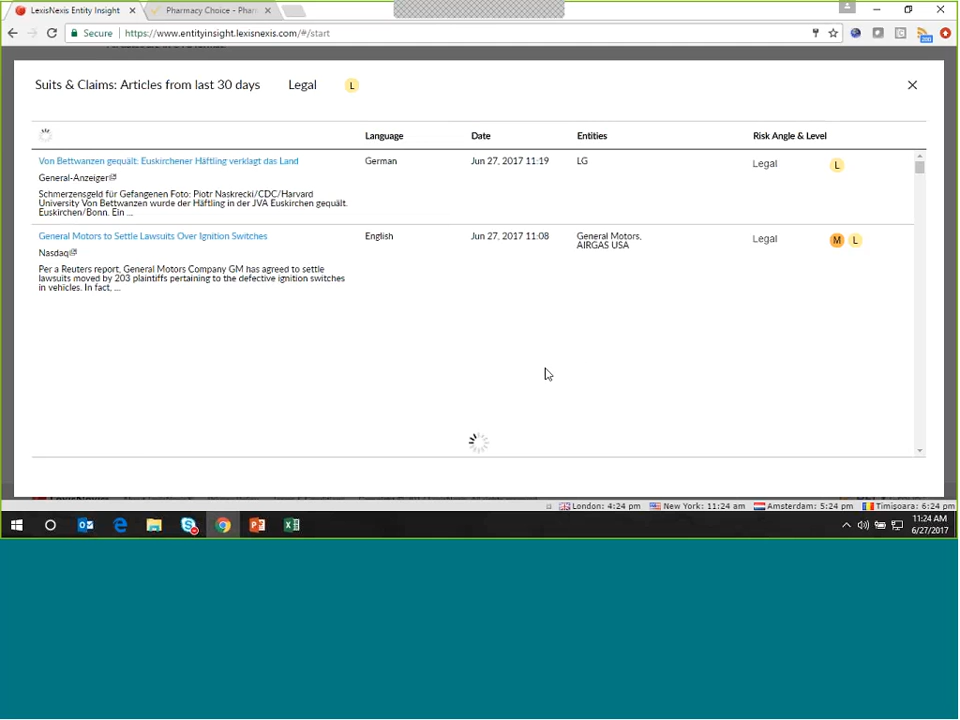 LexisNexis Entity Insight
Pharmacy Choice - Phar
Secure
https://www.entityinsight.lexisnexis.com/#/start
Suits & Claims: Articles from last 30 days
Legal
L
Language
Date
Entities
Risk Angle & Level
Von Bettwanzen gequält: Euskirchener Häftling verklagt das Land
German
Jun 27, 2017 11:19
LG
Legal
L
General-Anzeiger
Schmerzensgeld für Gefangenen Foto: Piotr Naskrecki/CDC/Harvard
University Von Bettwanzen wurde der Häftling in der JVA Euskirchen gequält.
Euskirchen/Bonn. Ein ...
General Motors to Settle Lawsuits Over Ignition Switches
English
Jun 27, 2017 11:08
General Motors,
AIRGAS USA
Legal
M L
Nasdaq
Per a Reuters report, General Motors Company GM has agreed to settle
lawsuits moved by 203 plaintiffs pertaining to the defective ignition switches
in vehicles. In fact, ...
London: 4:24 pm
New York: 11:24 am
Amsterdam: 5:24 pm
Timișoara: 6:24 pm
11:24 AM
6/27/2017